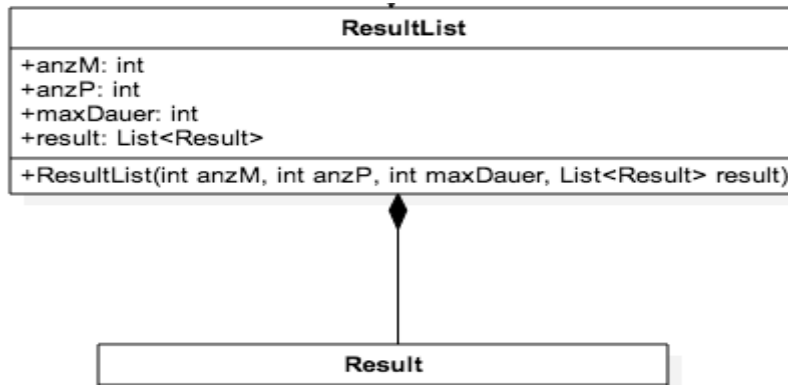 ResultList
+anzM: int
+anzP: int
+maxDauer: int
+result: List<Result>
+ResultList(int anzM, int anzP, int maxDauer, List<Result> result)
Result